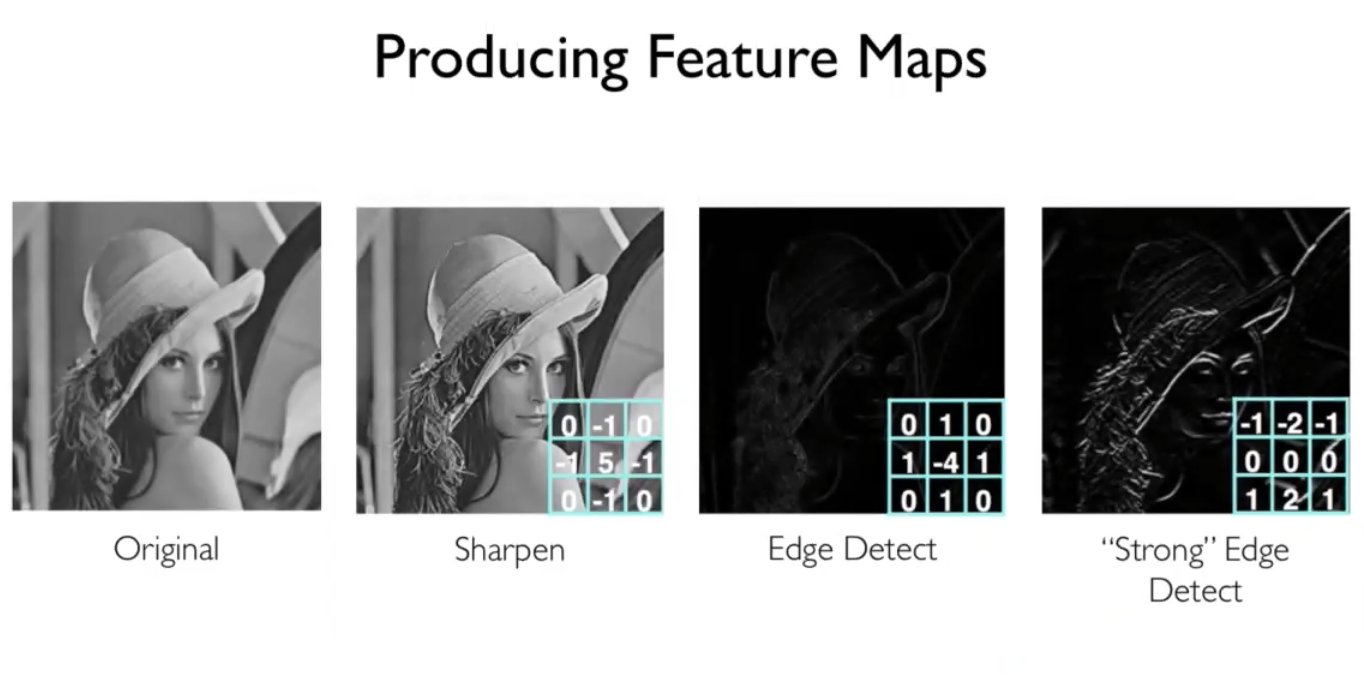 Producing Feature Maps
0 -1 0
-1 5 -1
0 -1 0
0 1 0
1 -4 1
0 1 0
-1 -2 -1
0 0 0
1 2 1
Original
Sharpen
Edge Detect
“Strong” Edge
Detect